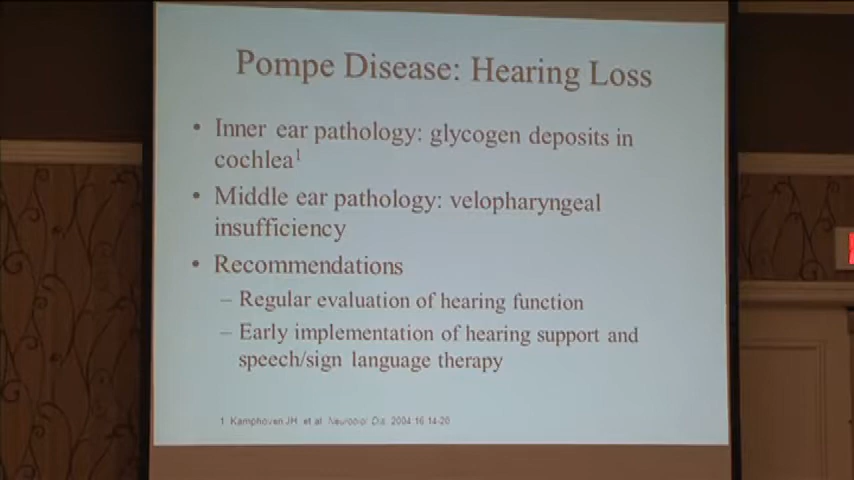 Pompe Disease: Hearing Loss
• Inner ear pathology: glycogen deposits in
cochlea1
• Middle ear pathology: velopharyngeal
insufficiency
• Recommendations
– Regular evaluation of hearing function
– Early implementation of hearing support and
speech/sign language therapy
1 Kamphoven JH. et al. Neurobiol Dis. 2004:16:14-20